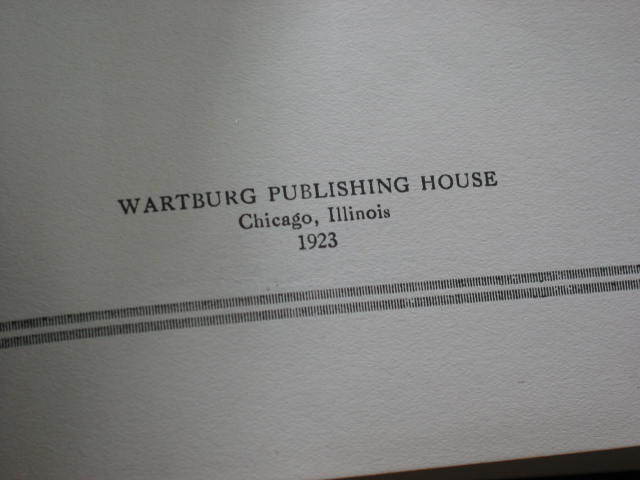 WARTBURG PUBLISHING HOUSE
Chicago, Illinois
1923